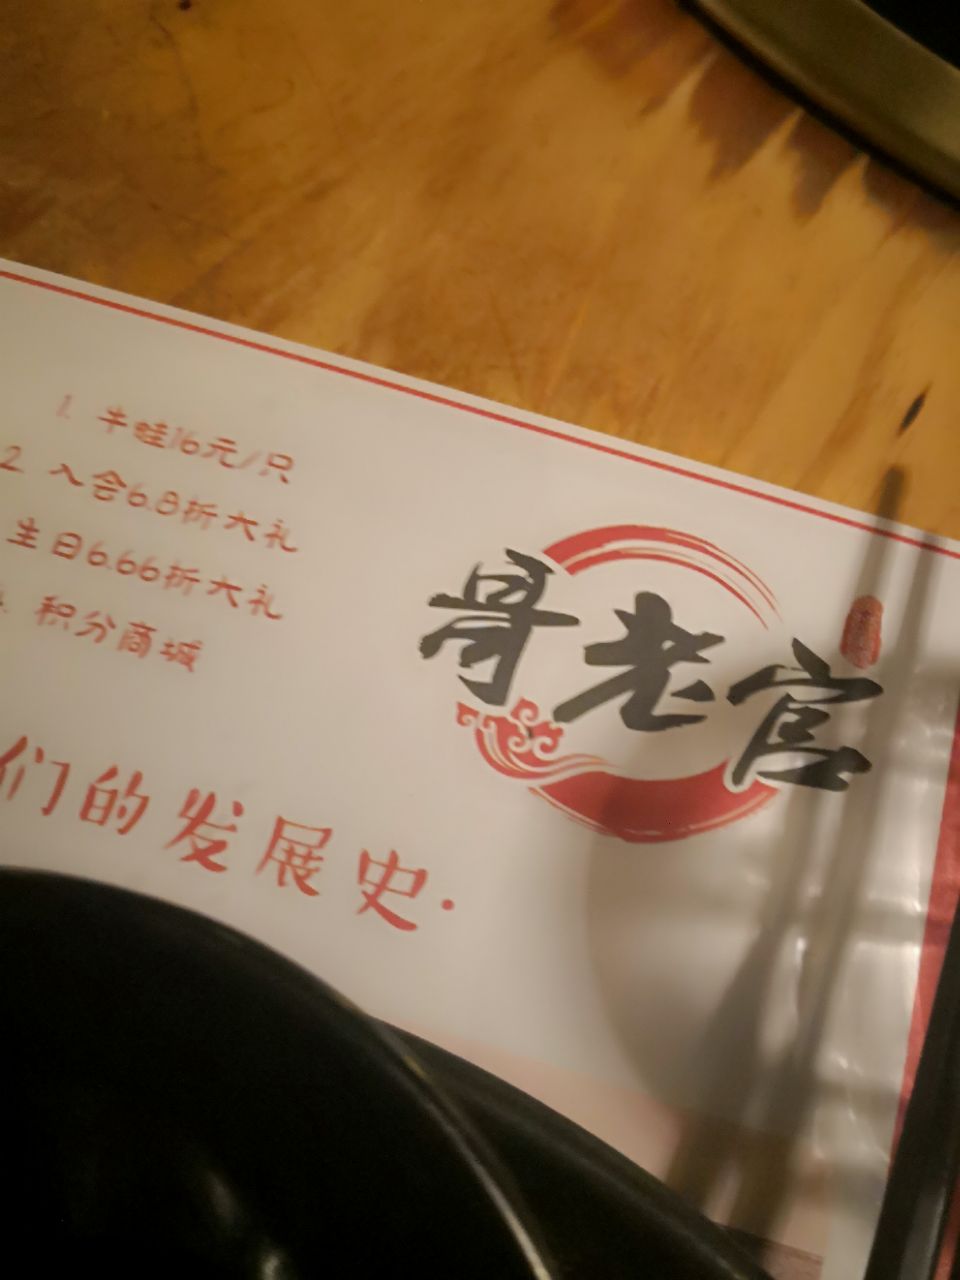 1. 牛蛙16元/只
2. 入会6.8折大礼
生日6.66折大礼
4. 积分商城
哥老官
们的发展史.